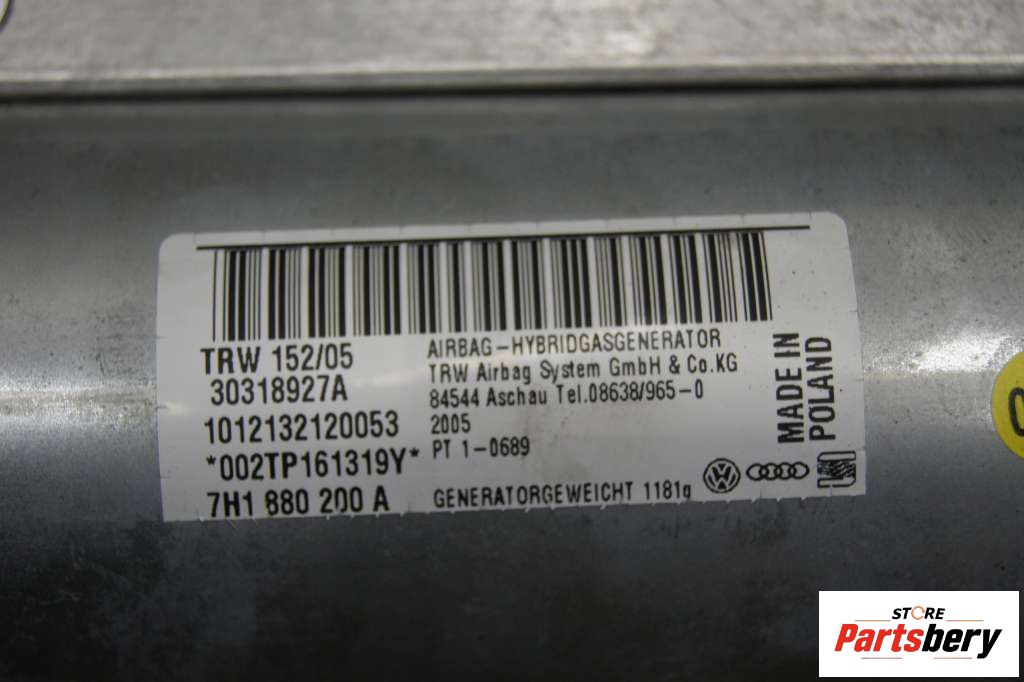 TRW 152/05
30318927A
1012132120053
*002TP161319Y*
7H1 880 200 A
AIRBAG-HYBRIDGASGENERATOR
TRW Airbag System GmbH & Co.KG
84544 Aschau Tel.08638/965-0
2005
PT 1-0689
GENERATORGEWEICHT 1181g
MADE IN
POLAND
STORE
Partsbery